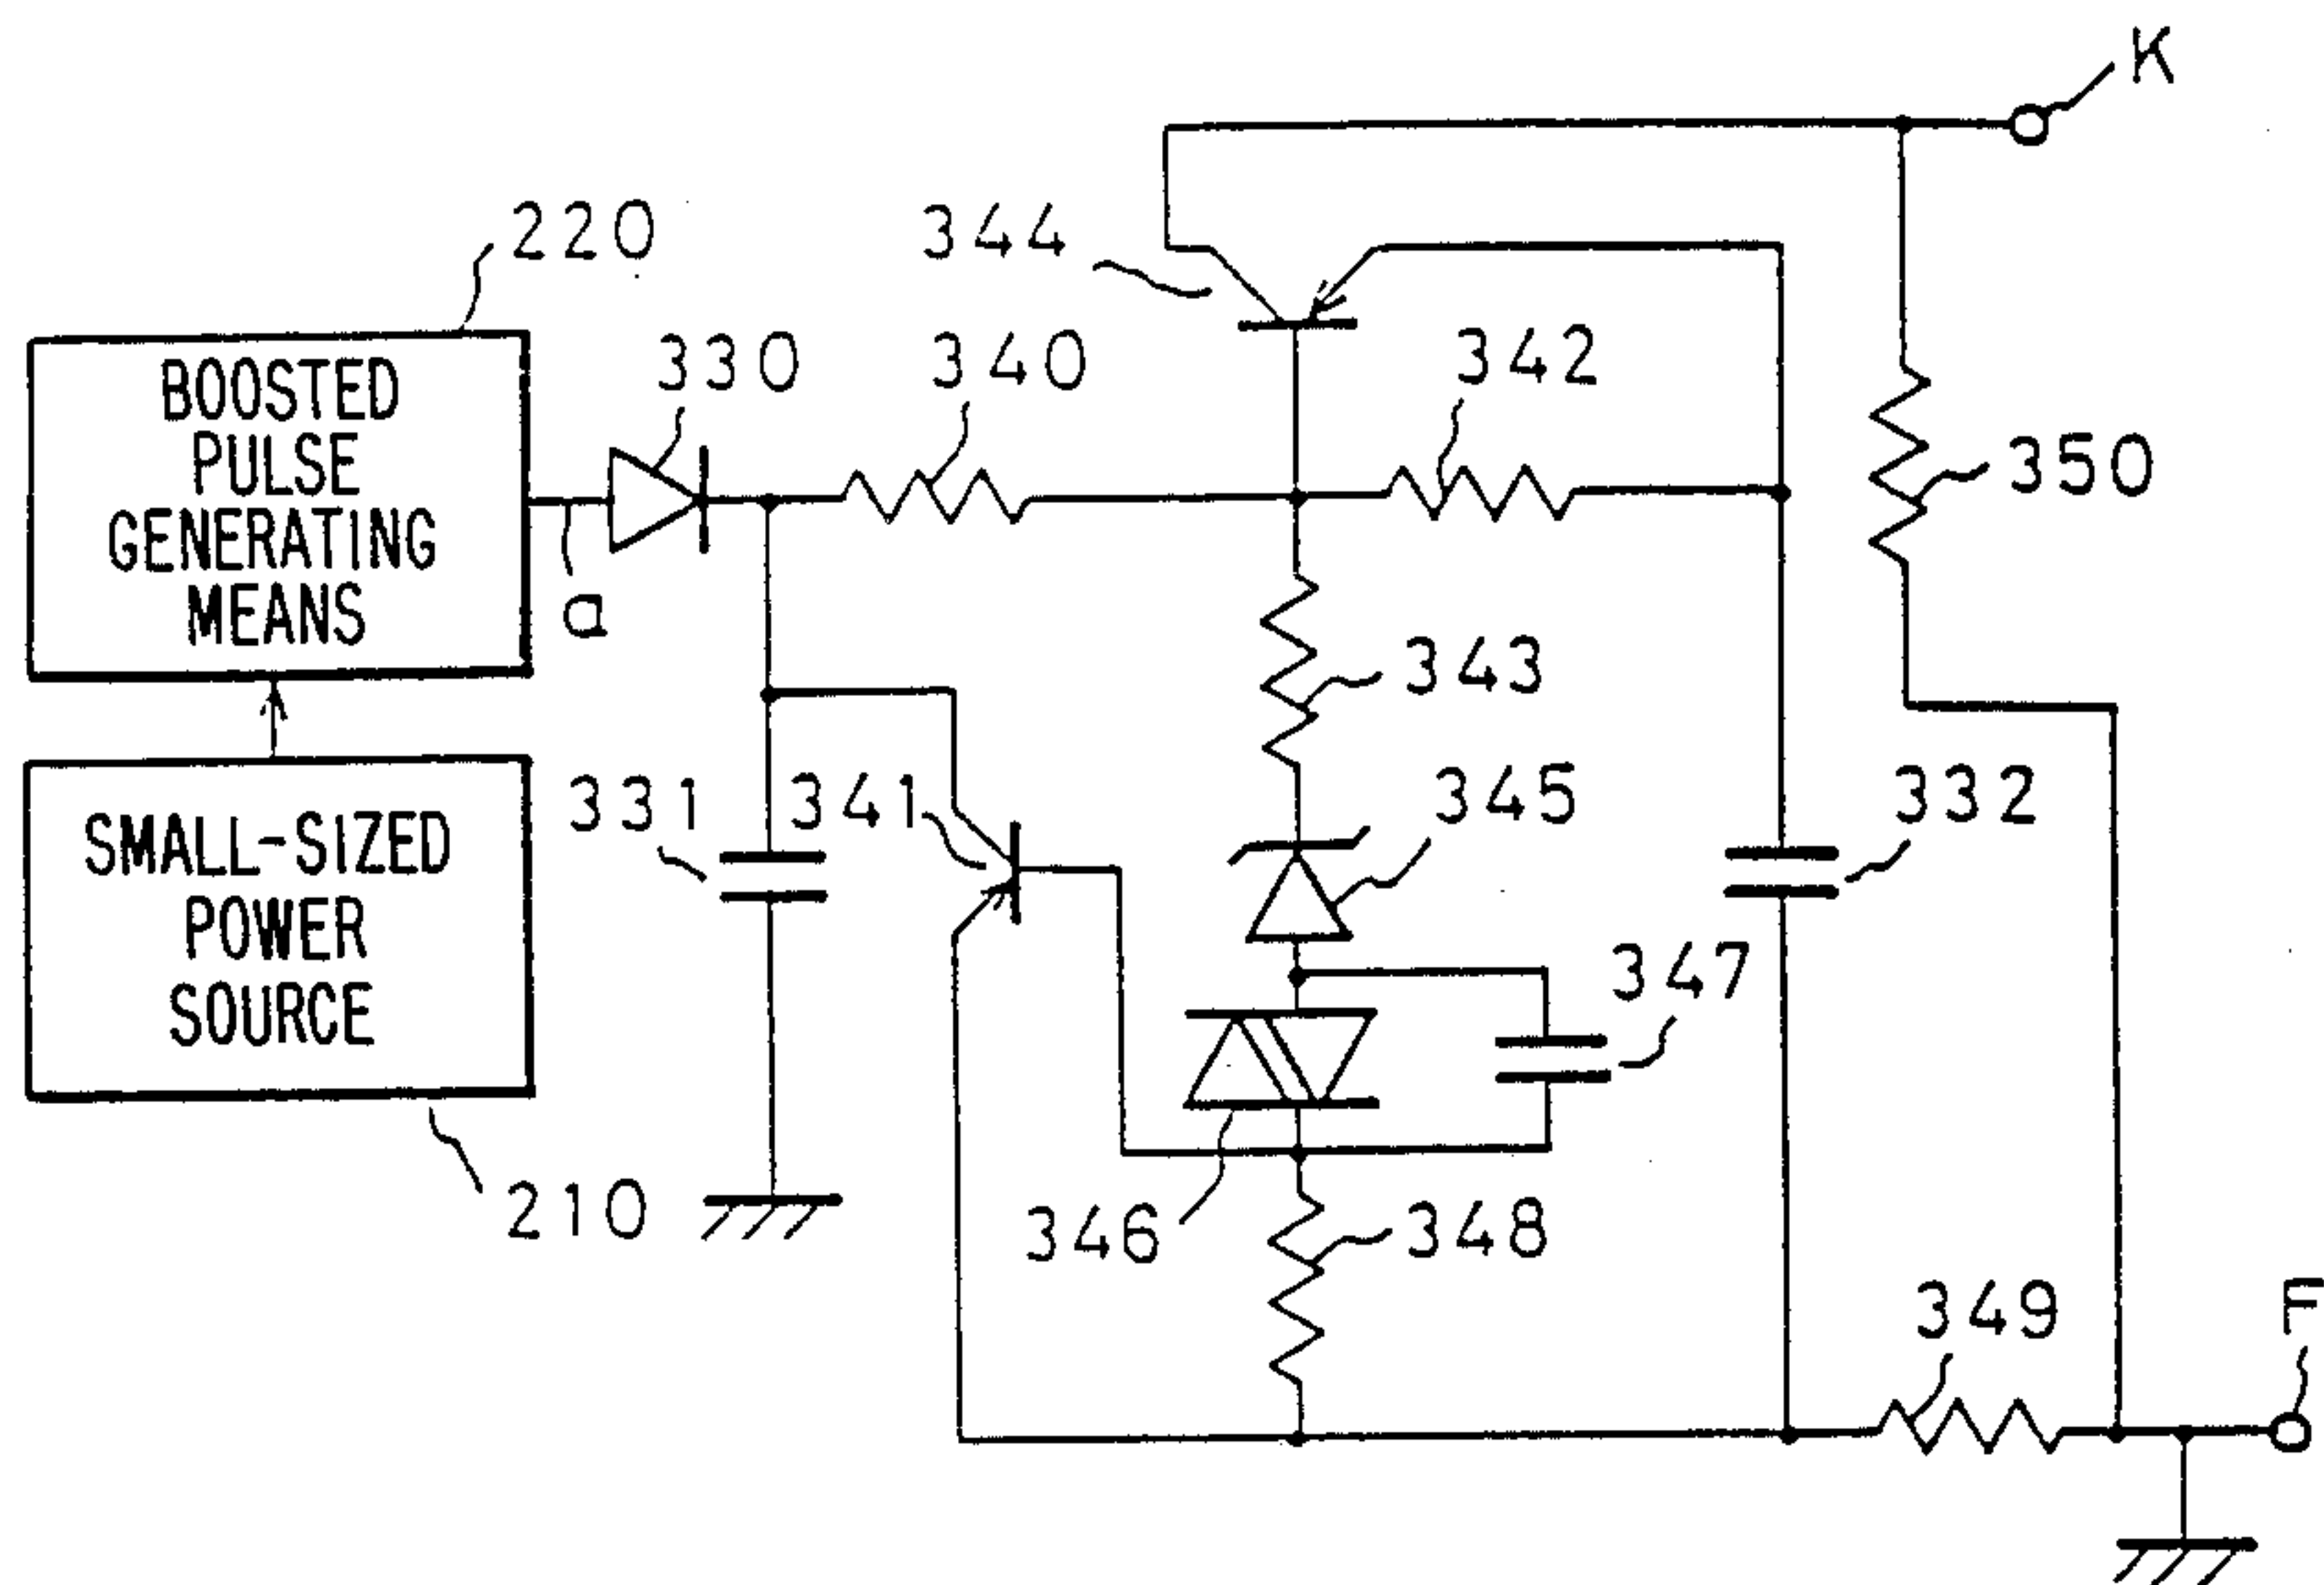 K
220
344
330
340
342
BOOSTED
PULSE
GENERATING
MEANS
350
a
343
SMALL-SIZED
POWER
SOURCE
331
341
345
332
347
210
346
348
349
F